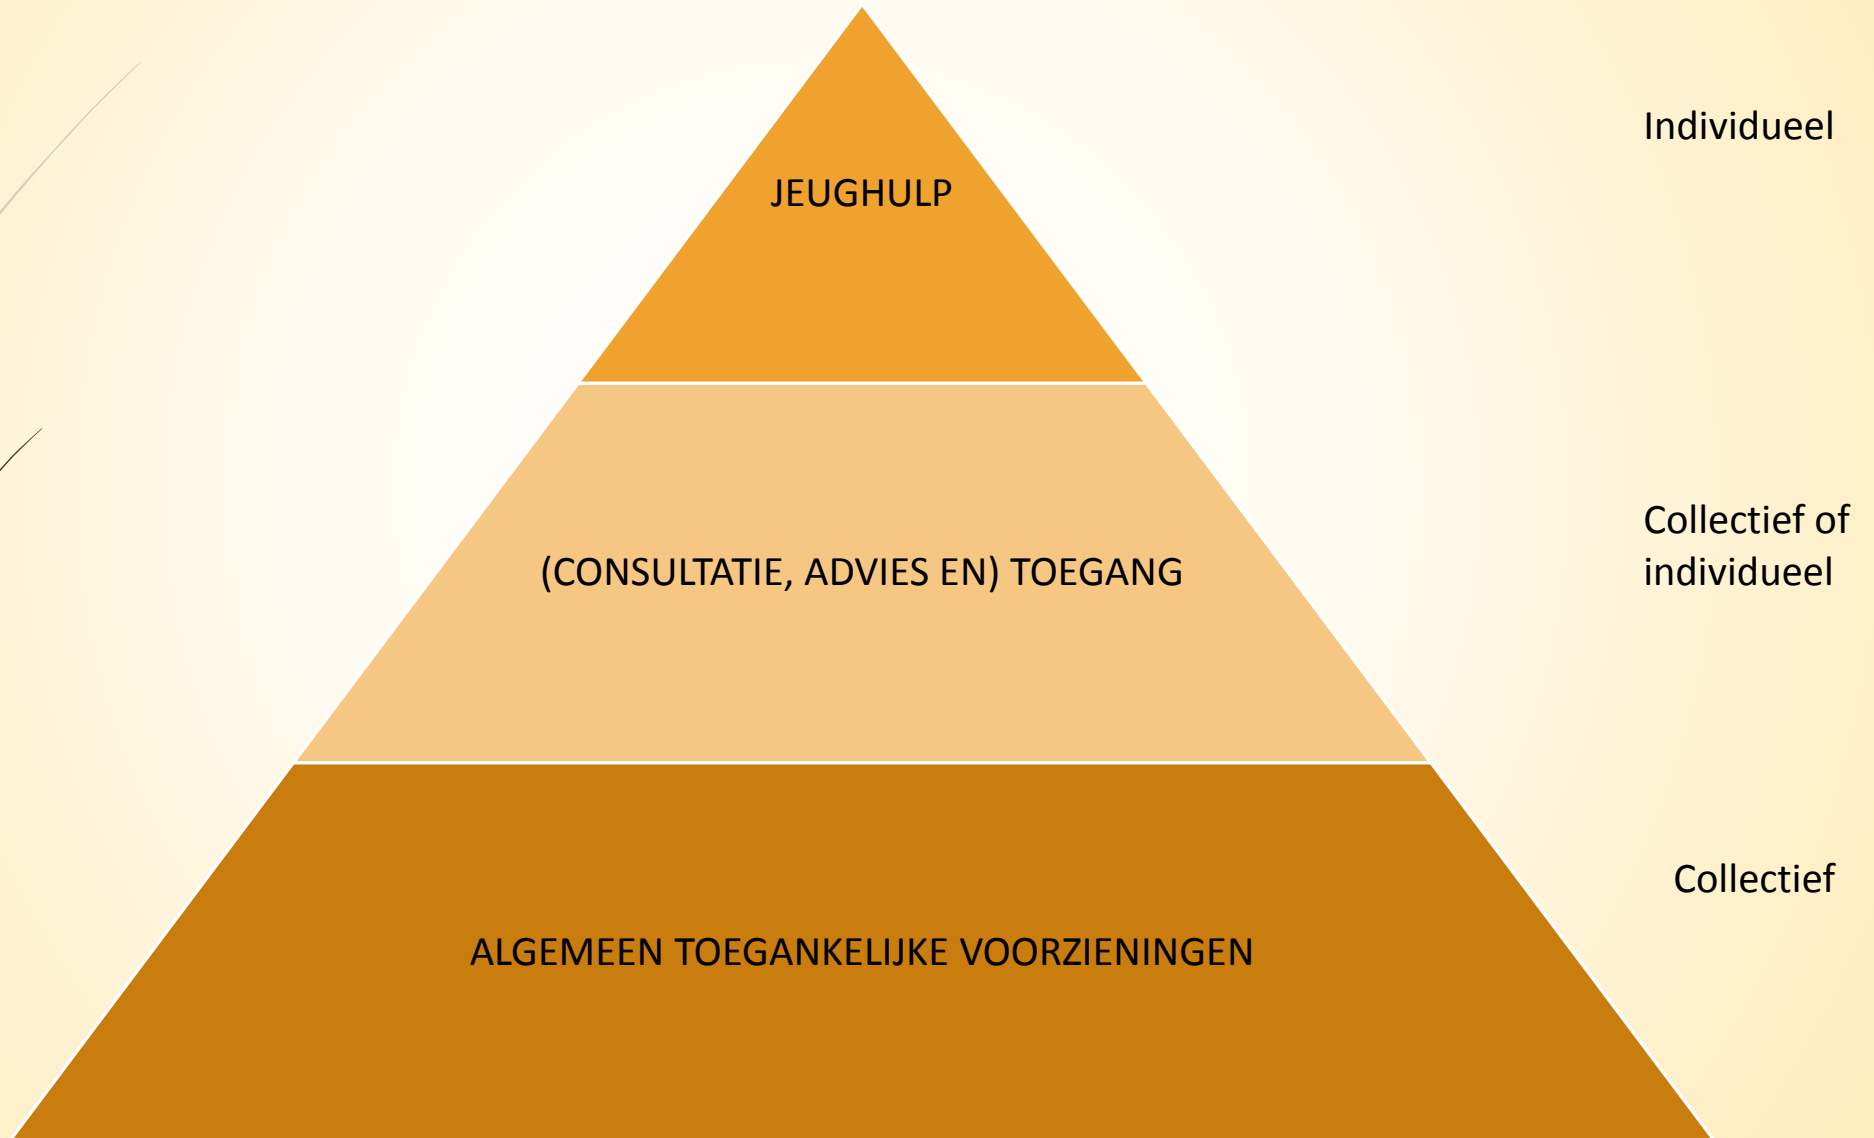 Individueel
JEUGHULP
Collectief of
individueel
(CONSULTATIE, ADVIES EN) TOEGANG
Collectief
ALGEMEEN TOEGANKELIJKE VOORZIENINGEN